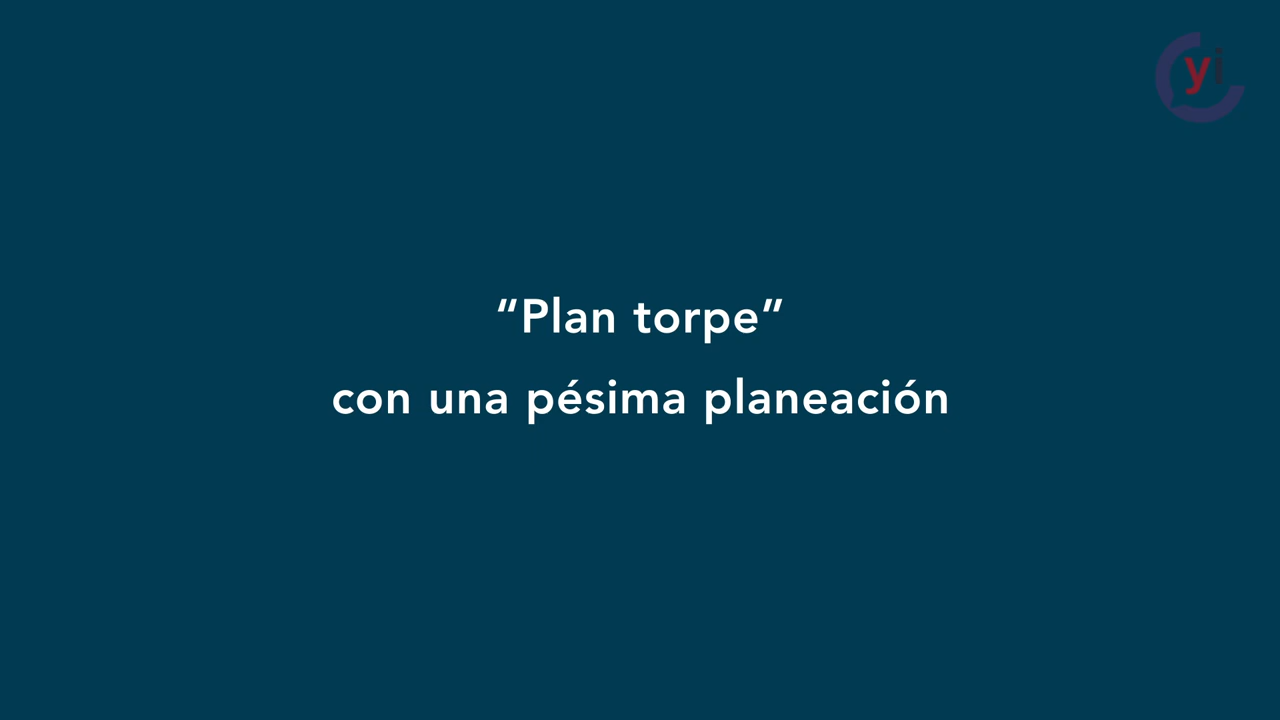 yi
“Plan torpe”
con una pésima planeación